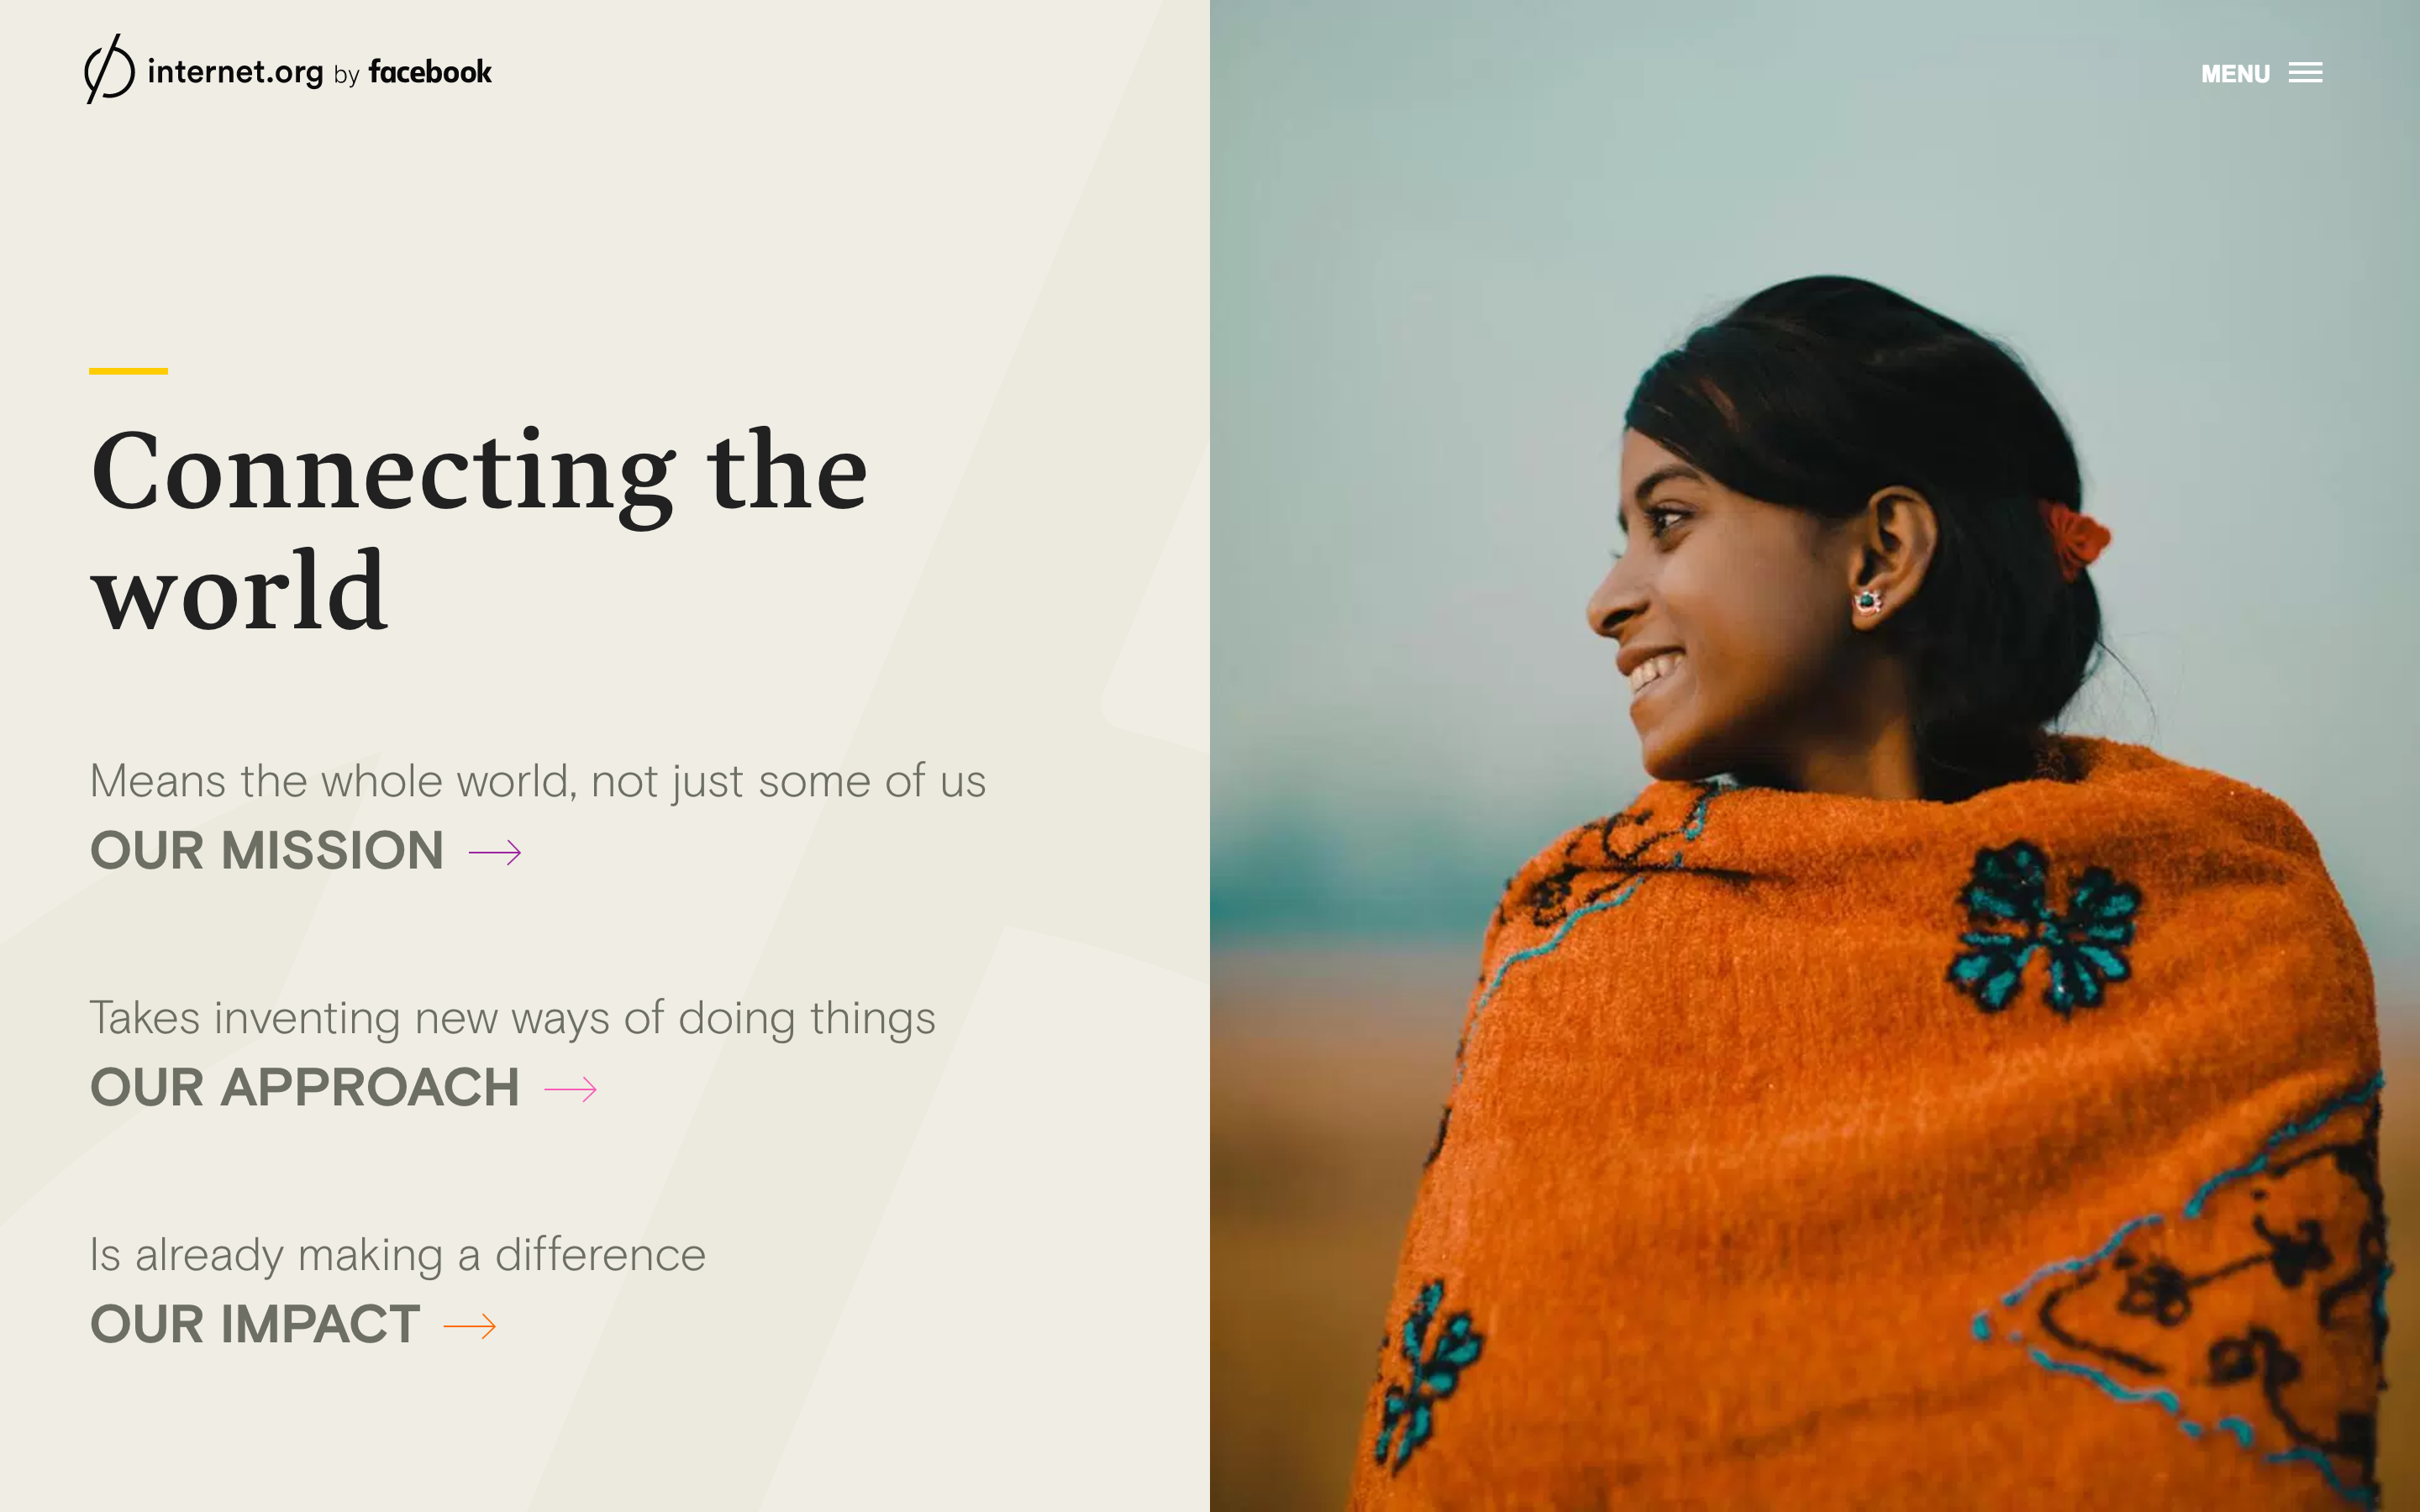 internet.org by facebook
MENU
Connecting the
world
Means the whole world, not just some of us
OUR MISSION
Takes inventing new ways of doing things
OUR APPROACH
Is already making a difference
OUR IMPACT